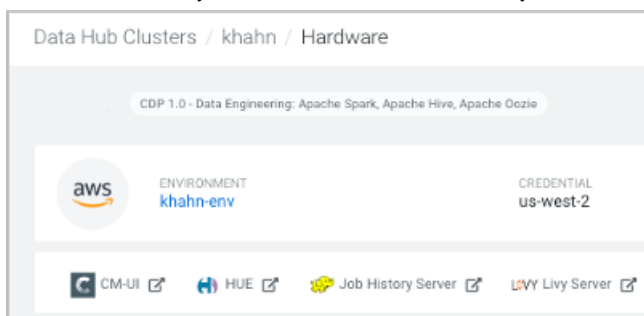 Data Hub Clusters / khahn / Hardware
CDP 1.0 - Data Engineering: Apache Spark, Apache Hive, Apache Oozie
aws
ENVIRONMENT
khahn-env
CREDENTIAL
us-west-2
CM-UI HUE Job History Server LIVY Livy Server